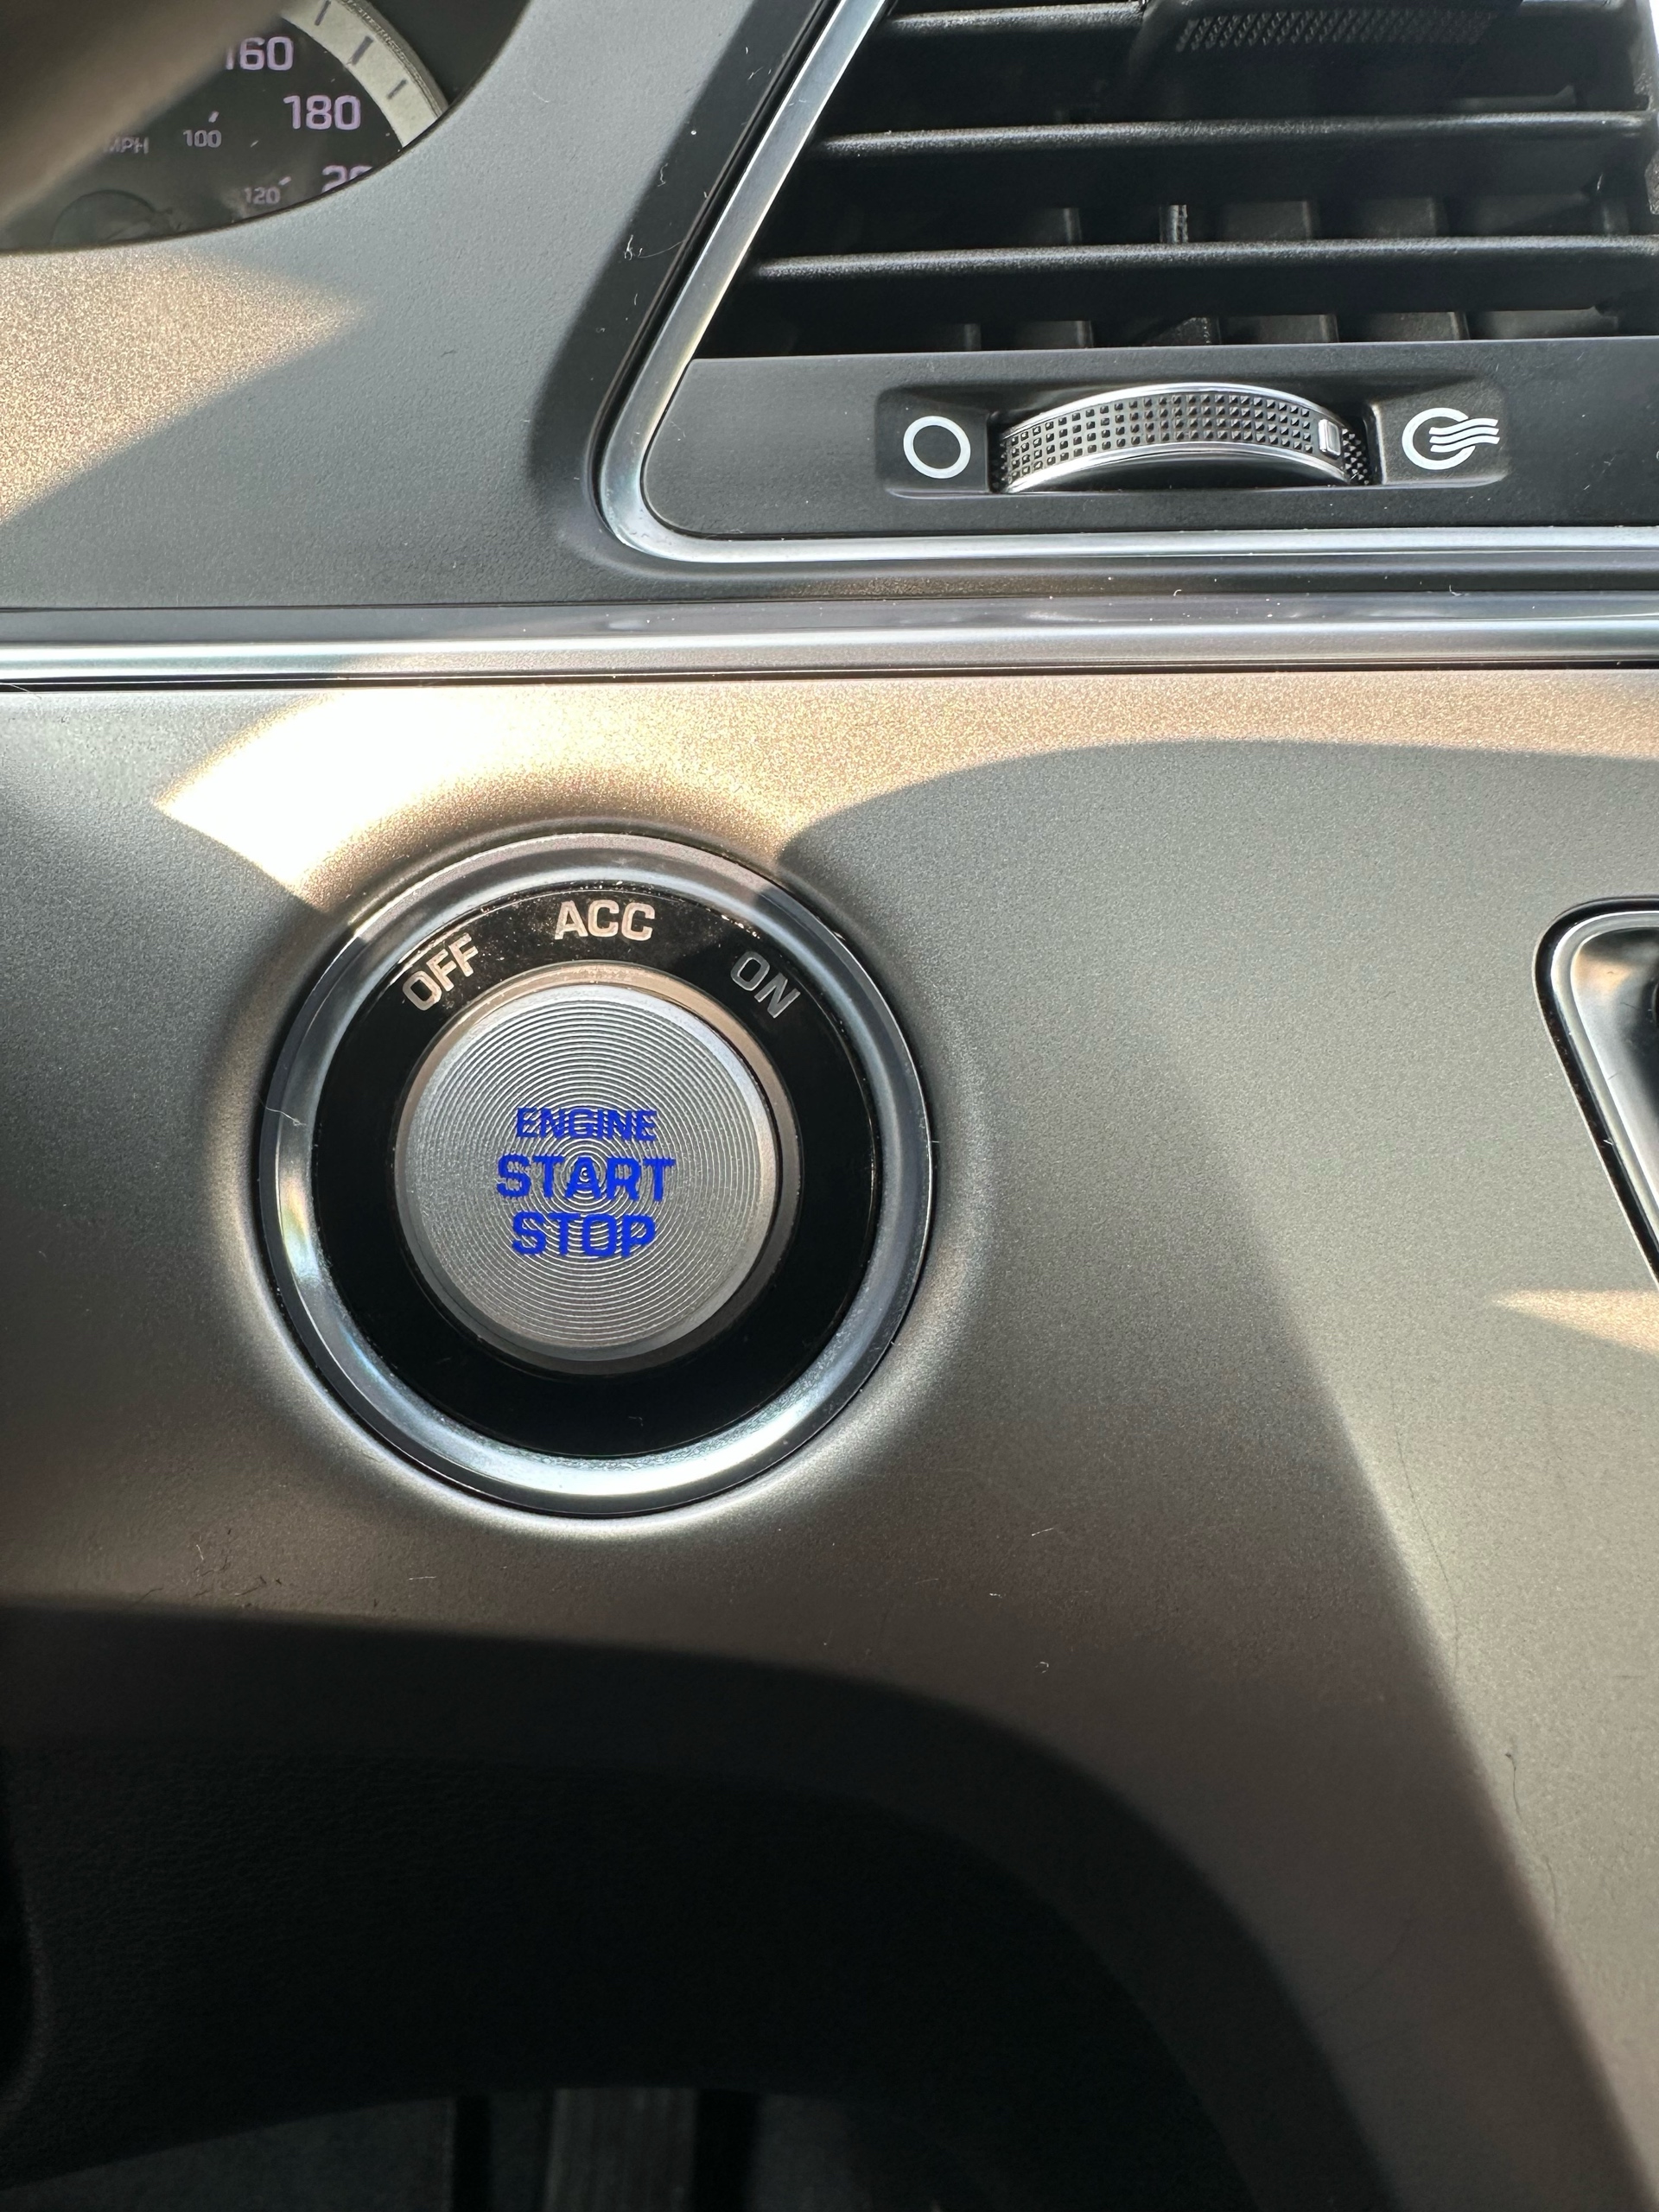 160
180
MPH 100
120
OFF ACC ON
ENGINE
START
STOP